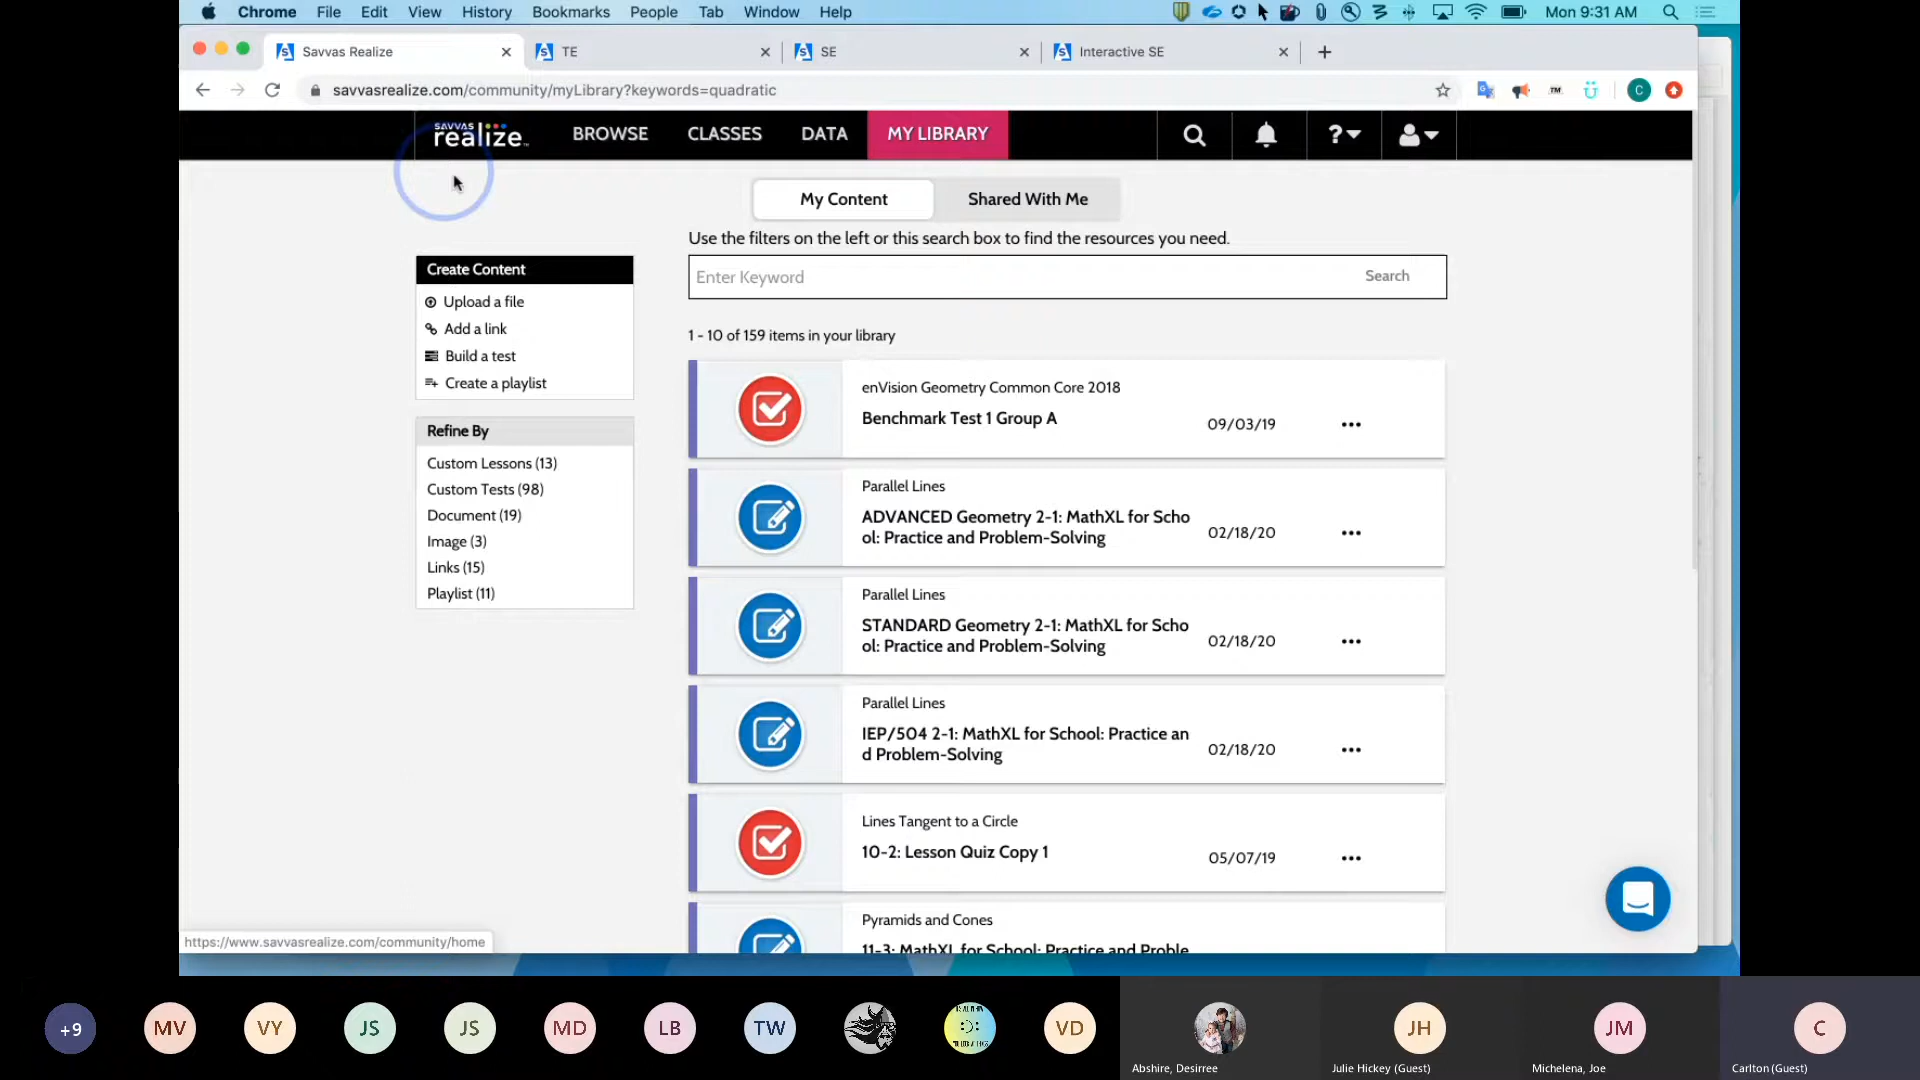 Chrome File Edit View History Bookmarks People Tab Window Help Mon 9:31 AM
Savvas Realize TE SE Interactive SE
savvasrealize.com/community/myLibrary?keywords=quadratic C
SAVVAS realize BROWSE CLASSES DATA MY LIBRARY ?
My Content Shared With Me
Use the filters on the left or this search box to find the resources you need.
Enter Keyword Search
Create Content
Upload a file
Add a link
Build a test
Create a playlist
Refine By
Custom Lessons (13)
Custom Tests (98)
Document (19)
Image (3)
Links (15)
Playlist (11)
1 - 10 of 159 items in your library
enVision Geometry Common Core 2018
Benchmark Test 1 Group A 09/03/19
Parallel Lines
ADVANCED Geometry 2-1: MathXL for Scho
ol: Practice and Problem-Solving 02/18/20
Parallel Lines
STANDARD Geometry 2-1: MathXL for Scho
ol: Practice and Problem-Solving 02/18/20
Parallel Lines
IEP/504 2-1: MathXL for School: Practice an
d Problem-Solving 02/18/20
Lines Tangent to a Circle
10-2: Lesson Quiz Copy 1 05/07/19
Pyramids and Cones
11-3: MathXL for School: Practice and Proble
https://www.savvasrealize.com/community/home
+9 MV VY JS JS MD LB TW VD JH JM C
Abshire, Desirree Julie Hickey (Guest) Michelena, Joe Carlton (Guest)